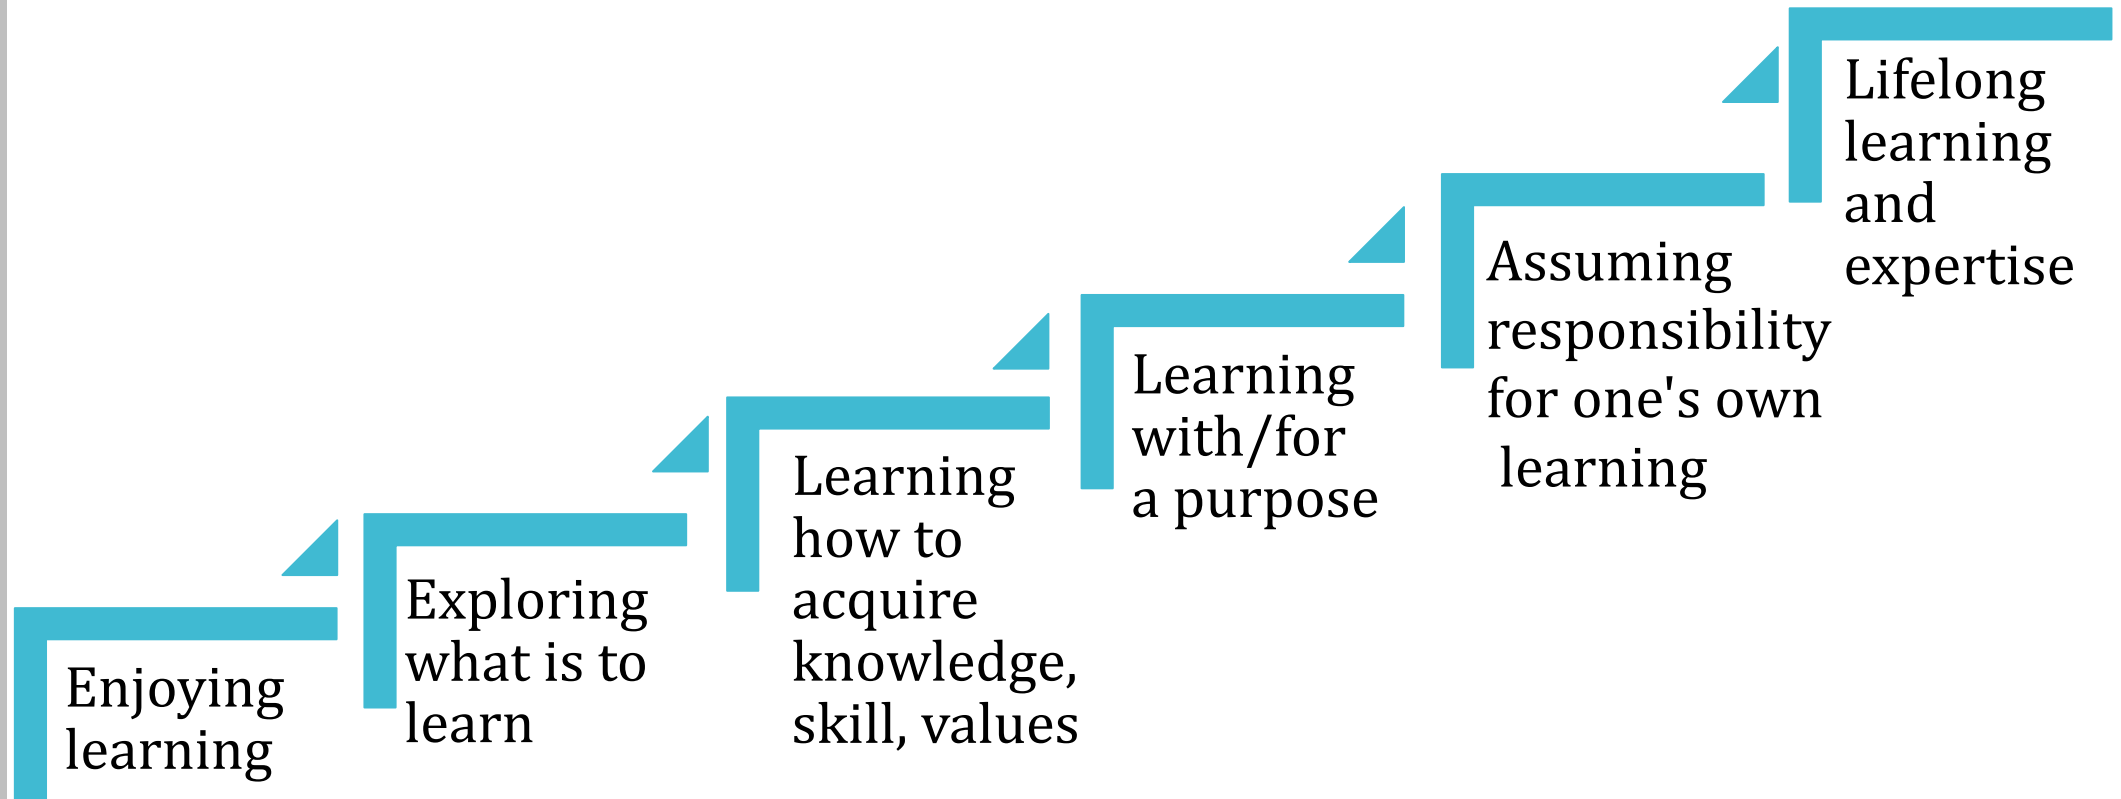 Enjoying
learning
Exploring
what is to
learn
Learning
how to
acquire
knowledge,
skill, values
Learning
with/for
a purpose
Assuming
responsibility
for one's own
learning
Lifelong
learning
and
expertise